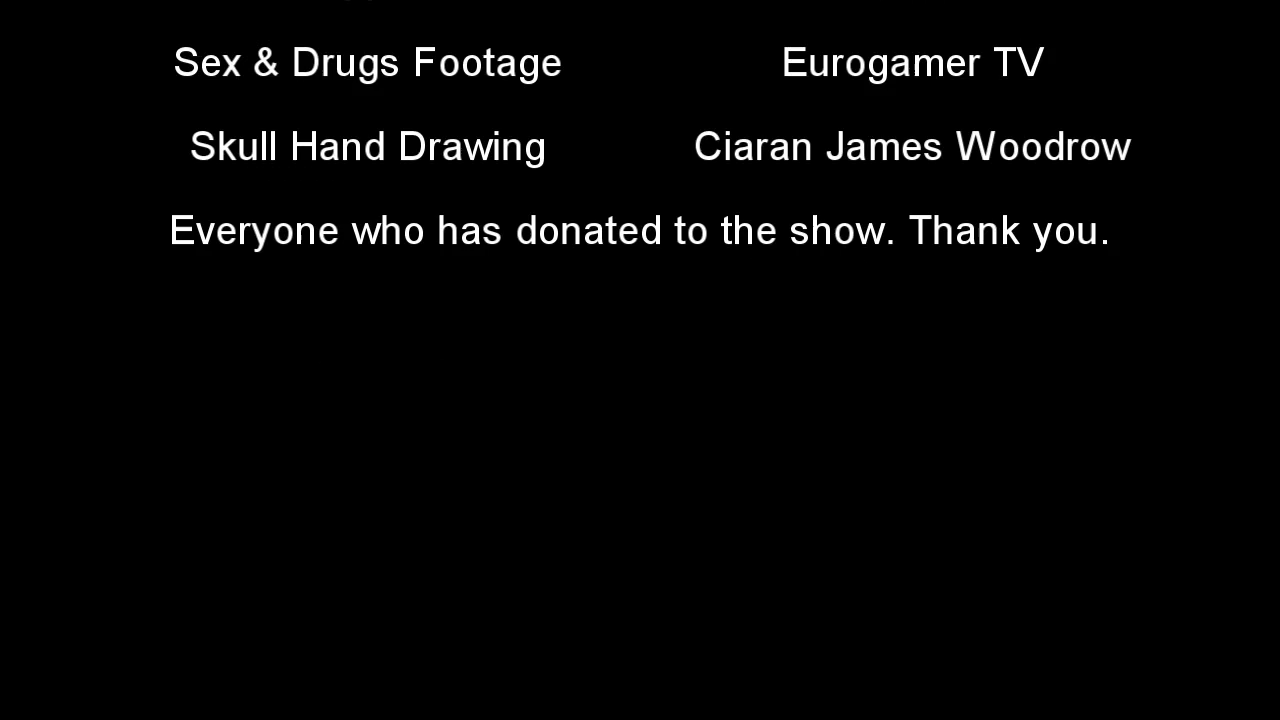 Sex & Drugs Footage Eurogamer TV
Skull Hand Drawing Ciaran James Woodrow
Everyone who has donated to the show. Thank you.